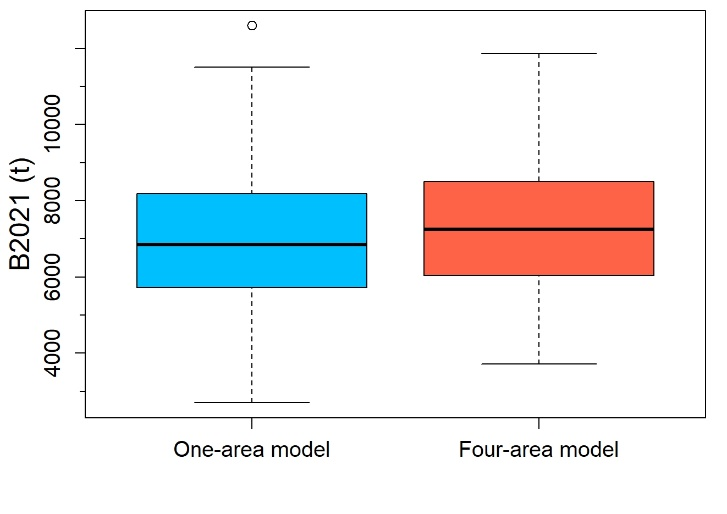 B2021 (t)
10000
8000
6000
4000
One-area model
Four-area model